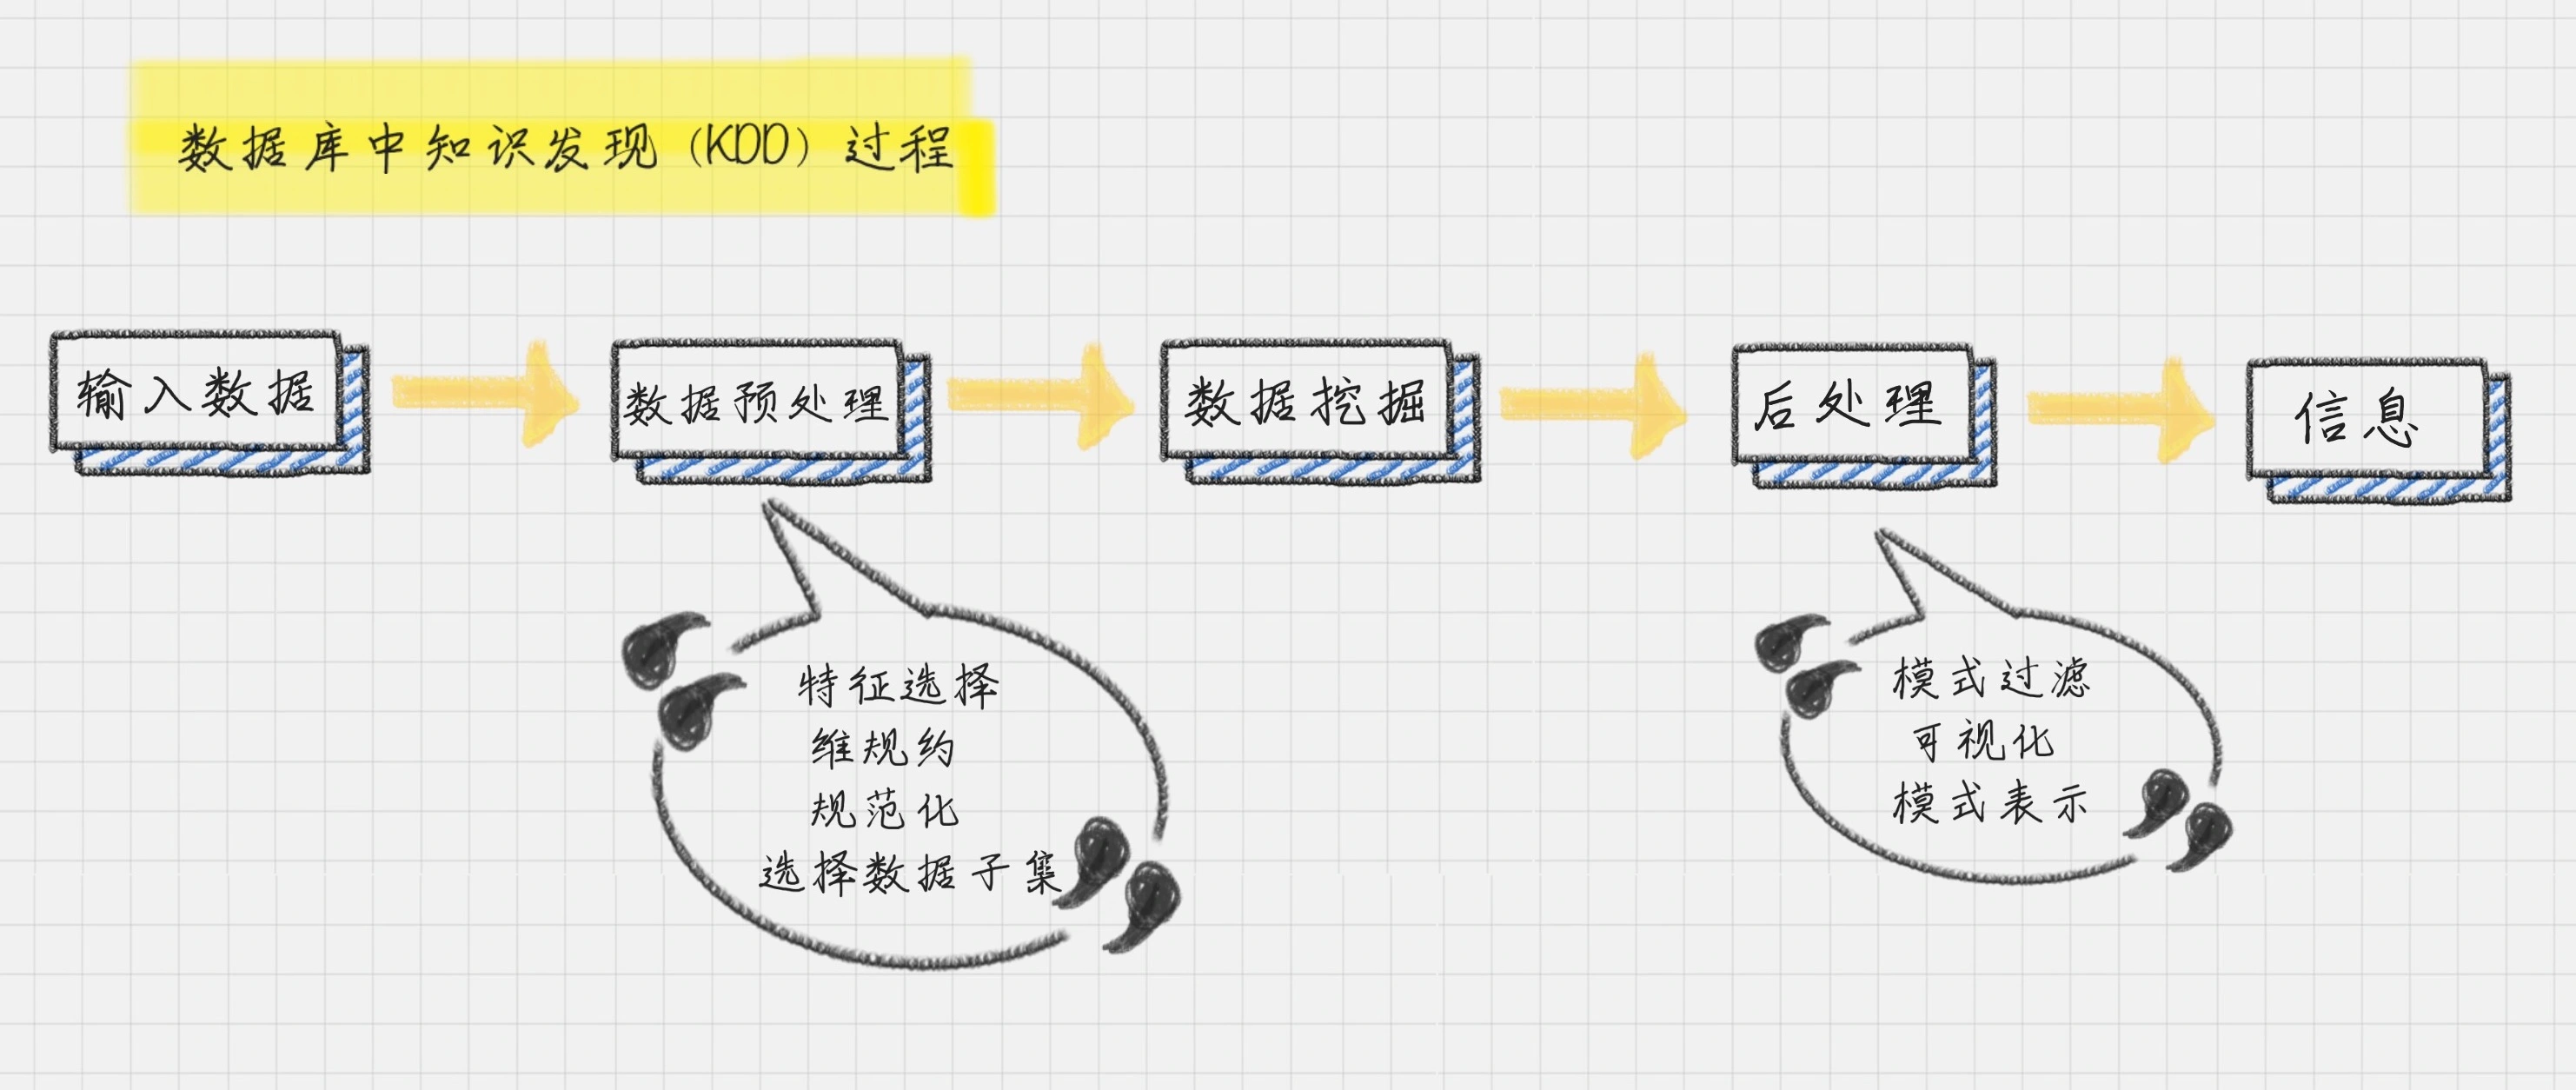 数据库中知识发现（KDD）过程
输入数据
数据预处理
数据挖掘
后处理
信息
特征选择
维规约
规范化
选择数据子集
模式过滤
可视化
模式表示